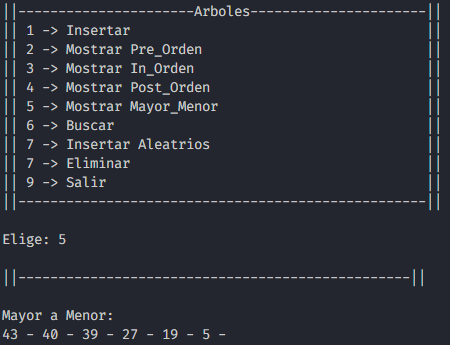 ||----------------------Arboles----------------------||
|| 1 -> Insertar ||
|| 2 -> Mostrar Pre_Orden ||
|| 3 -> Mostrar In_Orden ||
|| 4 -> Mostrar Post_Orden ||
|| 5 -> Mostrar Mayor_Menor ||
|| 6 -> Buscar ||
|| 7 -> Insertar Aleatrios ||
|| 7 -> Eliminar ||
|| 9 -> Salir ||
||---------------------------------------------------||
Elige: 5
||-------------------------------------------------||
Mayor a Menor:
43 - 40 - 39 - 27 - 19 - 5 -